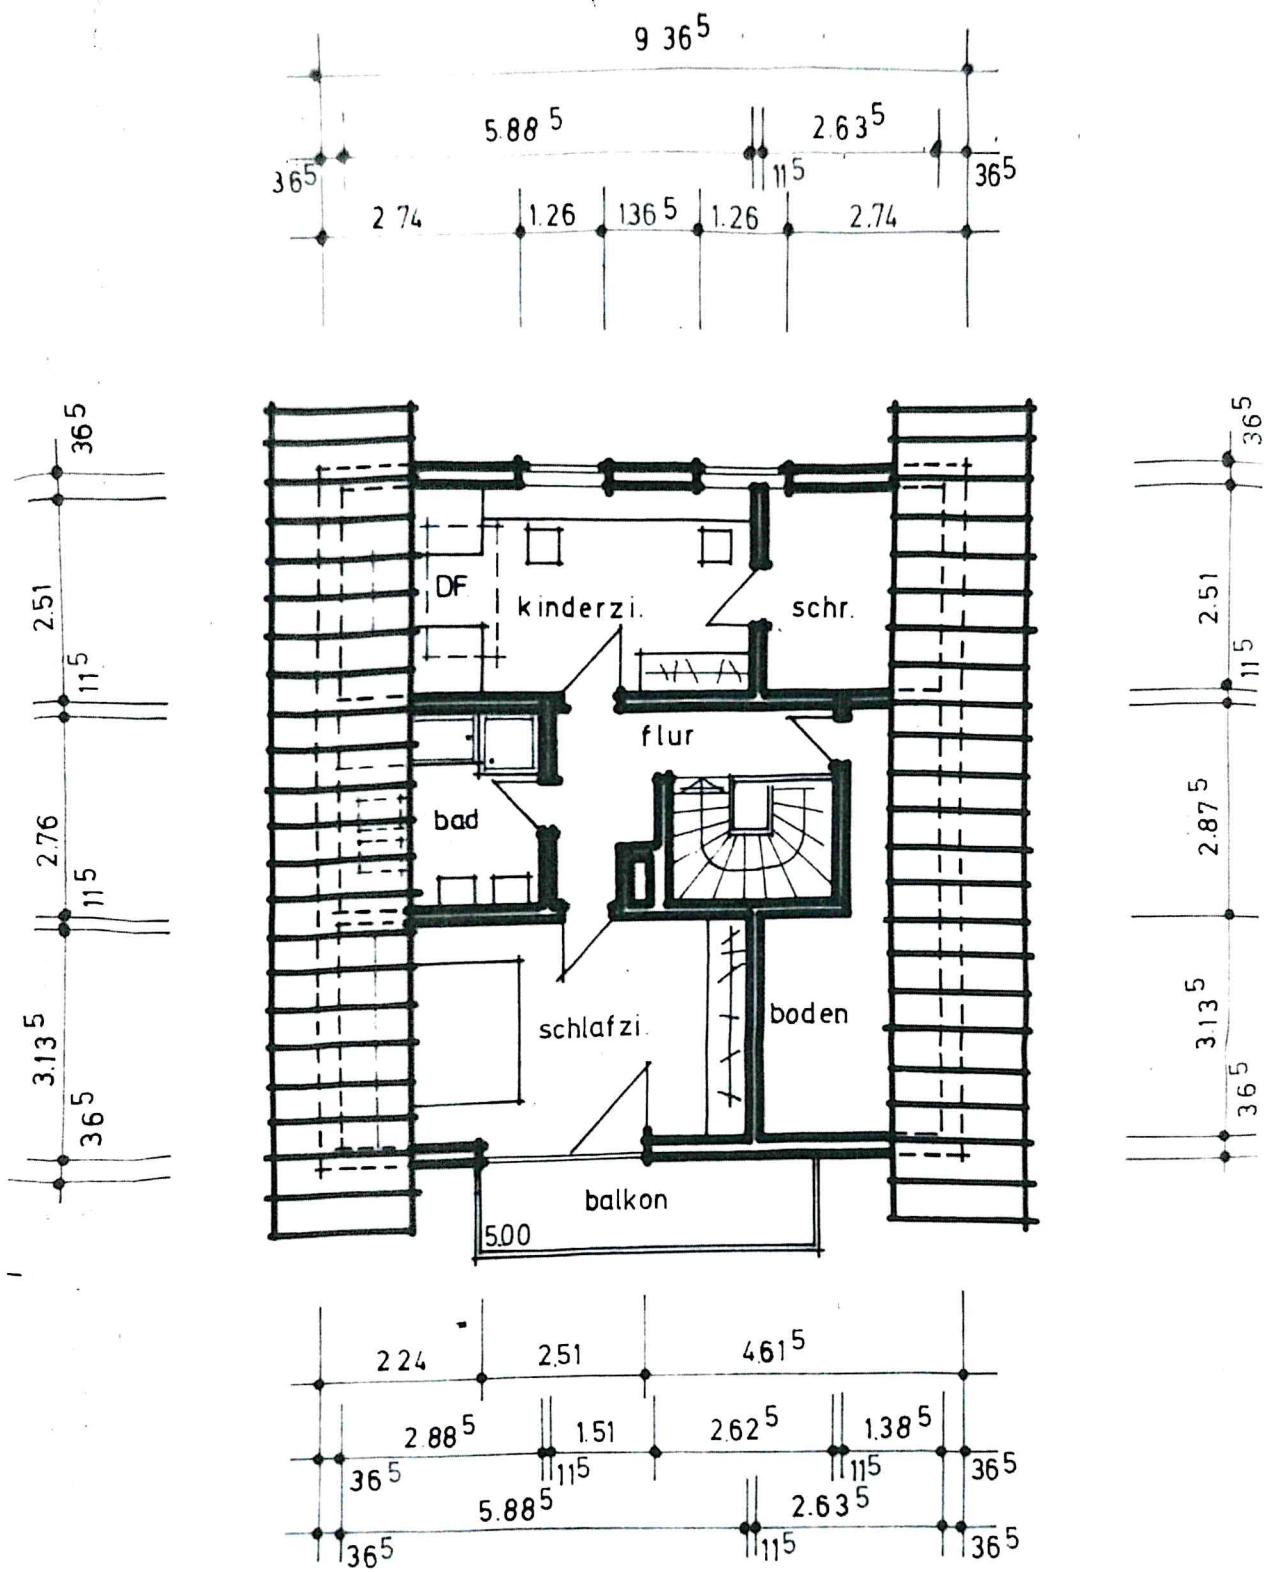 9 36⁵
5.88⁵ 2.63⁵
36⁵ 11⁵ 36⁵
2 74 1.26 136⁵ 1.26 2.74
36⁵
2.51
11⁵
2.76
11⁵
3.13⁵
36⁵
DF
kinderzi.
schr.
flur
bad
schlafzi.
boden
balkon
5.00
36⁵
2.51
11⁵
2.87⁵
3.13⁵
36⁵
2 24 2.51 4.61⁵
2.88⁵ 1.51 2.62⁵ 1.38⁵
36⁵ 11⁵ 11⁵ 36⁵
5.88⁵ 2.63⁵
36⁵ 11⁵ 36⁵